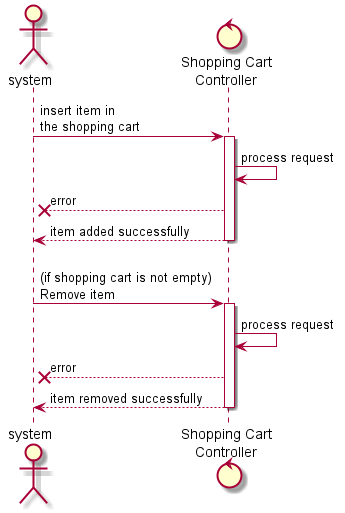 system
Shopping Cart
Controller
insert item in
the shopping cart
process request
error
item added successfully
(if shopping cart is not empty)
Remove item
process request
error
item removed successfully
system
Shopping Cart
Controller